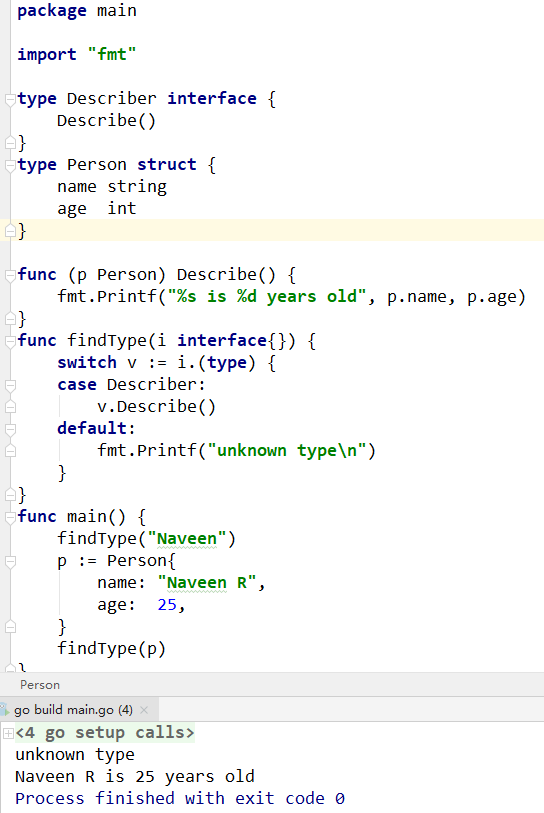 package main
import "fmt"
type Describer interface {
    Describe()
}
type Person struct {
    name string
    age  int
}
func (p Person) Describe() {
    fmt.Printf("%s is %d years old", p.name, p.age)
}
func findType(i interface{}) {
    switch v := i.(type) {
    case Describer:
        v.Describe()
    default:
        fmt.Printf("unknown type\n")
    }
}
func main() {
    findType("Naveen")
    p := Person{
        name: "Naveen R",
        age:  25,
    }
    findType(p)
}
Person
go build main.go (4) ×
<4 go setup calls>
unknown type
Naveen R is 25 years old
Process finished with exit code 0